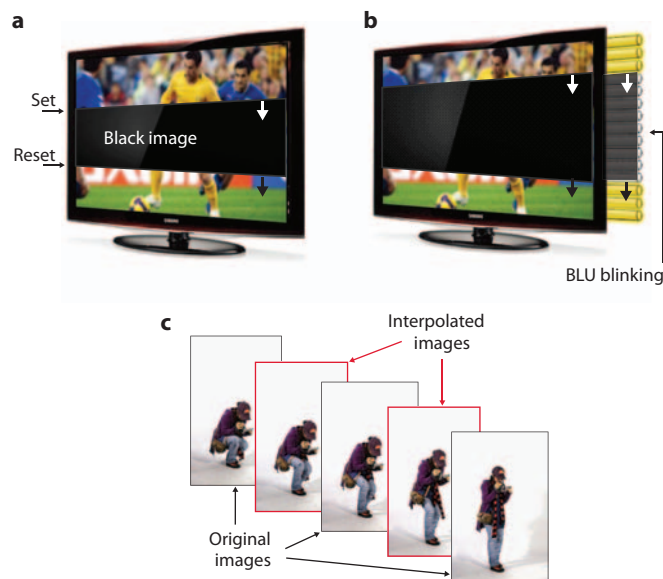 a
b
Set
Black image
Reset
BLU blinking
c
Interpolated
images
Original
images